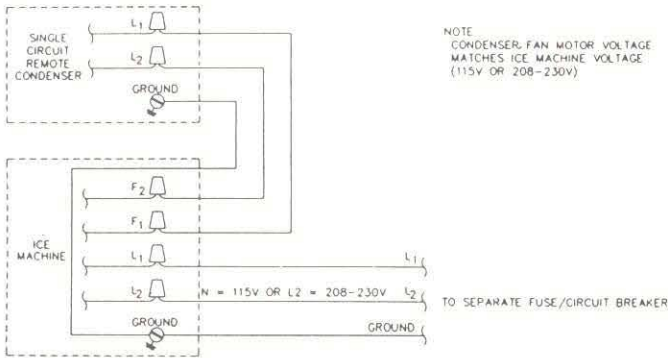 SINGLE
CIRCUIT
REMOTE
CONDENSER
L1
L2
GROUND
NOTE
CONDENSER FAN MOTOR VOLTAGE
MATCHES ICE MACHINE VOLTAGE
(115V OR 208-230V)
ICE
MACHINE
F2
F1
L1
L1
L2
N = 115V OR L2 = 208-230V
L2
TO SEPARATE FUSE/CIRCUIT BREAKER
GROUND
GROUND